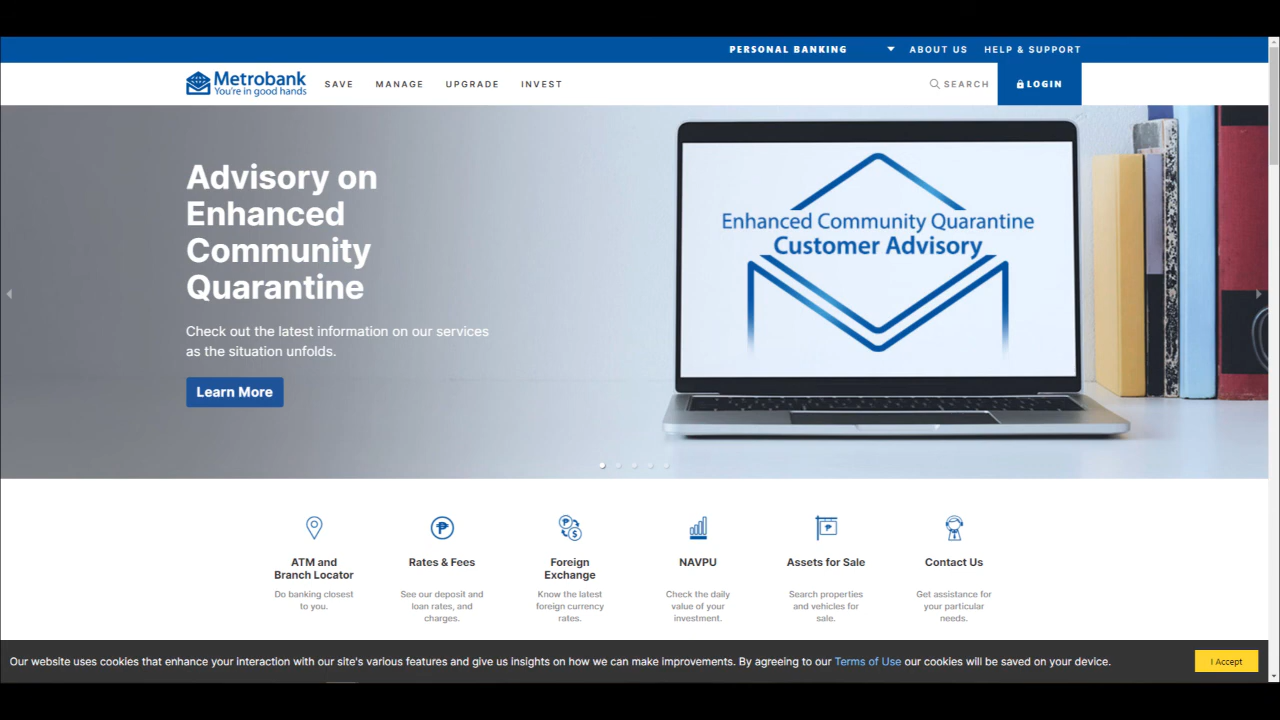 PERSONAL BANKING
ABOUT US
HELP & SUPPORT
Metrobank
You're in good hands
SAVE
MANAGE
UPGRADE
INVEST
SEARCH
LOGIN
Advisory on
Enhanced
Community
Quarantine
Check out the latest information on our services
as the situation unfolds.
Learn More
Enhanced Community Quarantine
Customer Advisory
ATM and
Branch Locator
Do banking closest
to you.
Rates & Fees
See our deposit and
loan rates, and
charges.
Foreign
Exchange
Know the latest
foreign currency
rates.
NAVPU
Check the daily
value of your
investment.
Assets for Sale
Search properties
and vehicles for
sale.
Contact Us
Get assistance for
your particular
needs.
Our website uses cookies that enhance your interaction with our site's various features and give us insights on how we can make improvements. By agreeing to our Terms of Use our cookies will be saved on your device.
I Accept